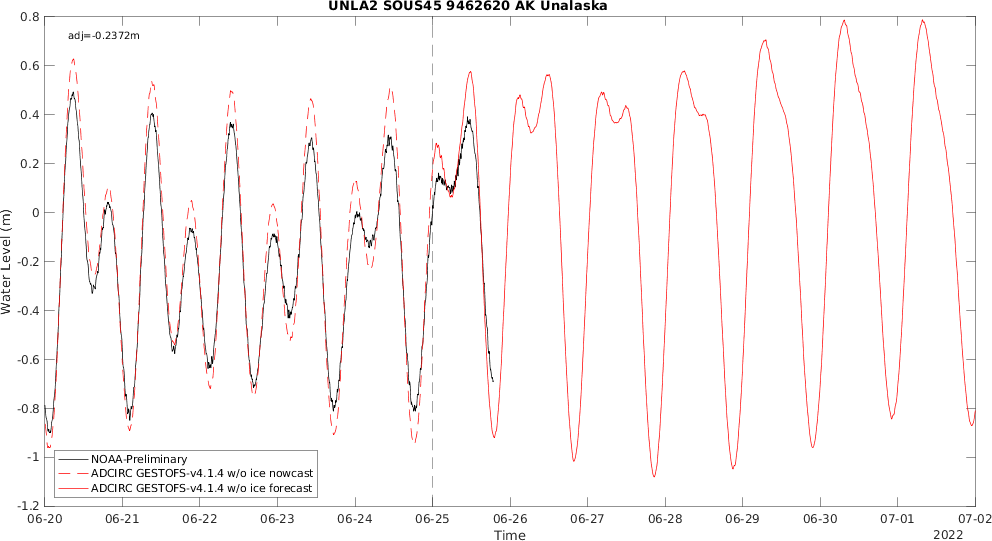 UNLA2 SOUS45 9462620 AK Unalaska
adj=-0.2372m
0.8
0.6
0.4
0.2
0
-0.2
-0.4
-0.6
-0.8
-1
-1.2
Water Level (m)
NOAA-Preliminary
ADCIRC GESTOFS-v4.1.4 w/o ice nowcast
ADCIRC GESTOFS-v4.1.4 w/o ice forecast
06-20 06-21 06-22 06-23 06-24 06-25 06-26 06-27 06-28 06-29 06-30 07-01 07-02
Time
2022